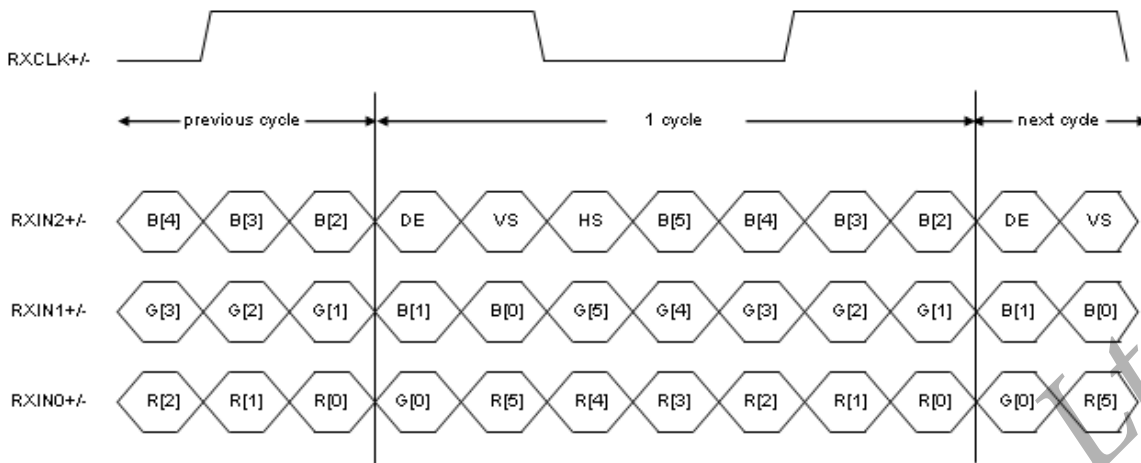 RXCLK+/-
previous cycle 1 cycle next cycle
RXIN2+/- B[4] B[3] B[2] DE VS HS B[5] B[4] B[3] B[2] DE VS
RXIN1+/- G[3] G[2] G[1] B[1] B[0] G[5] G[4] G[3] G[2] G[1] B[1] B[0]
RXIN0+/- R[2] R[1] R[0] G[0] R[5] R[4] R[3] R[2] R[1] R[0] G[0] R[5]